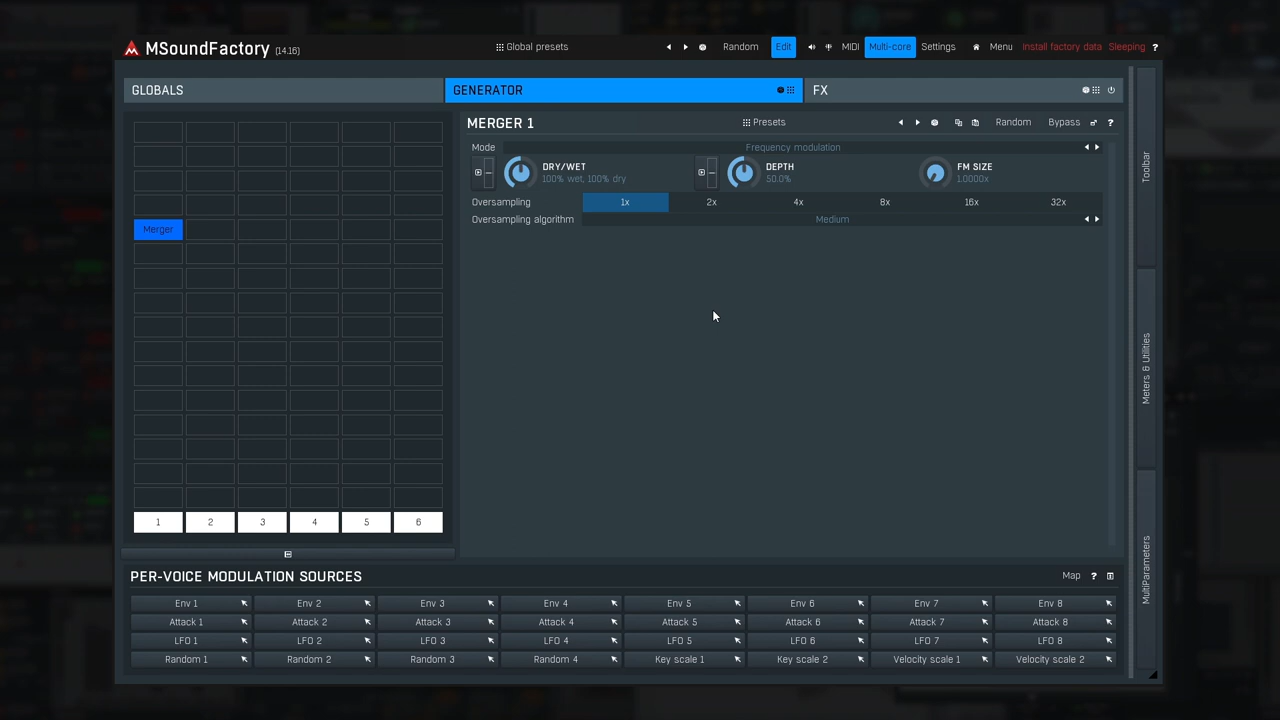 MSoundFactory (14.16) Global presets Random Edit MIDI Multi-core Settings Menu Install factory data Sleeping ?
GLOBALS GENERATOR FX
MERGER 1 Presets Random Bypass ?
Mode Frequency modulation
DRY/WET DEPTH FM SIZE
100% wet, 100% dry 50.0% 1.0000x
Oversampling 1x 2x 4x 8x 16x 32x
Oversampling algorithm Medium
Merger
1 2 3 4 5 6
Toolbar
Meters & Utilities
MultiParameters
PER-VOICE MODULATION SOURCES Map ?
Env 1 Env 2 Env 3 Env 4 Env 5 Env 6 Env 7 Env 8
Attack 1 Attack 2 Attack 3 Attack 4 Attack 5 Attack 6 Attack 7 Attack 8
LFO 1 LFO 2 LFO 3 LFO 4 LFO 5 LFO 6 LFO 7 LFO 8
Random 1 Random 2 Random 3 Random 4 Key scale 1 Key scale 2 Velocity scale 1 Velocity scale 2